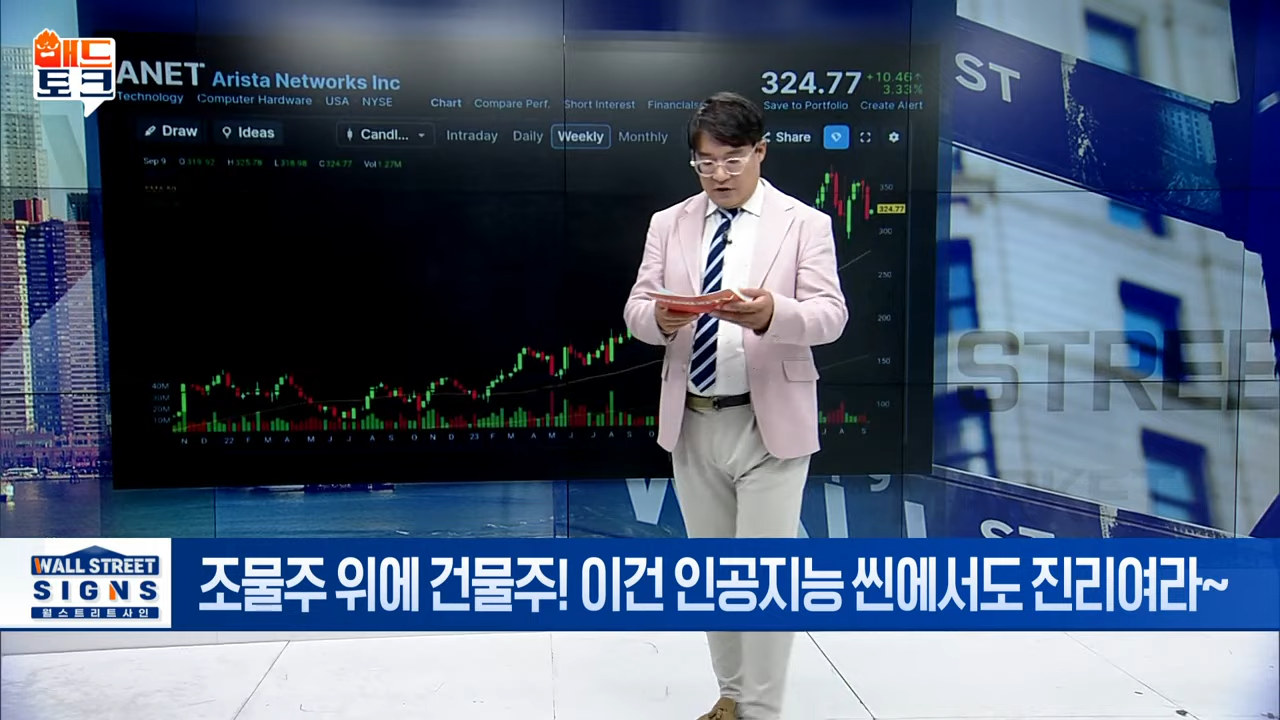 매드
토크
ANET Arista Networks Inc
324.77 +10.46↑
3.33%
Technology Computer Hardware USA NYSE
Chart Compare Perf. Short Interest Financials
Save to Portfolio Create Alert
Draw Ideas Candl... Intraday Daily Weekly Monthly Share
Sep 9 O319.92 H325.78 L318.98 C324.77 Vol1.27M
350
324.77
300
250
200
150
100
40M
30M
20M
10M
N D 22 F M A M J J A S O N D 23 F M A M J J A S O
J A S
ST
STREE
WALL
ST
WALL STREET
SIGNS
월스트리트사인
조물주 위에 건물주! 이건 인공지능 씬에서도 진리여라~